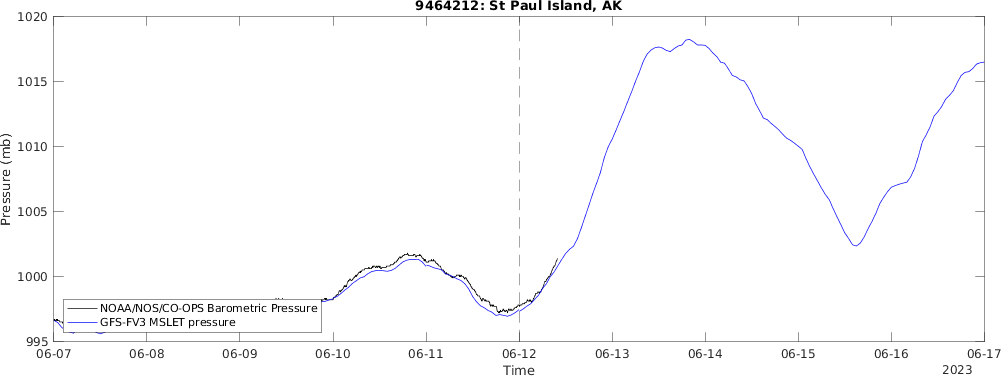 9464212: St Paul Island, AK
1020
1015
1010
1005
1000
995
Pressure (mb)
NOAA/NOS/CO-OPS Barometric Pressure
GFS-FV3 MSLET pressure
06-07 06-08 06-09 06-10 06-11 06-12 06-13 06-14 06-15 06-16 06-17
Time
2023